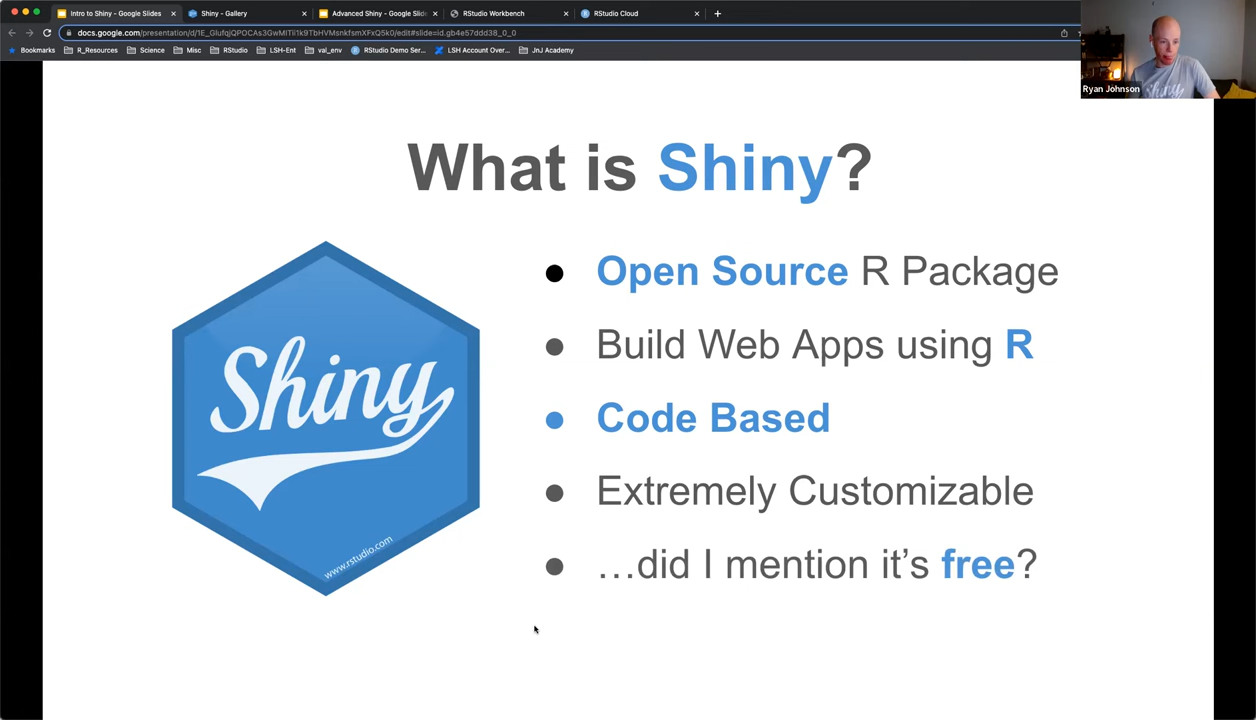 Intro to Shiny - Google Slides
Shiny - Gallery
Advanced Shiny - Google Slid
RStudio Workbench
RStudio Cloud
Bookmarks
R_Resources
Science
Misc
RStudio
LSH-Ent
val_env
RStudio Demo Ser...
LSH Account Over...
JnJ Academy
Ryan Johnson
What is Shiny?
Shiny
www.rstudio.com
● Open Source R Package
● Build Web Apps using R
● Code Based
● Extremely Customizable
● …did I mention it’s free?